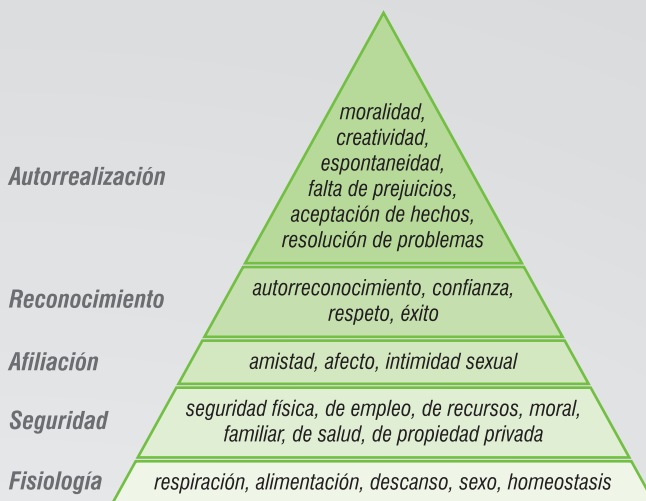 Autorrealización
moralidad,
creatividad,
espontaneidad,
falta de prejuicios,
aceptación de hechos,
resolución de problemas
Reconocimiento
autorreconocimiento, confianza,
respeto, éxito
Afiliación
amistad, afecto, intimidad sexual
Seguridad
seguridad física, de empleo, de recursos, moral,
familiar, de salud, de propiedad privada
Fisiología
respiración, alimentación, descanso, sexo, homeostasis